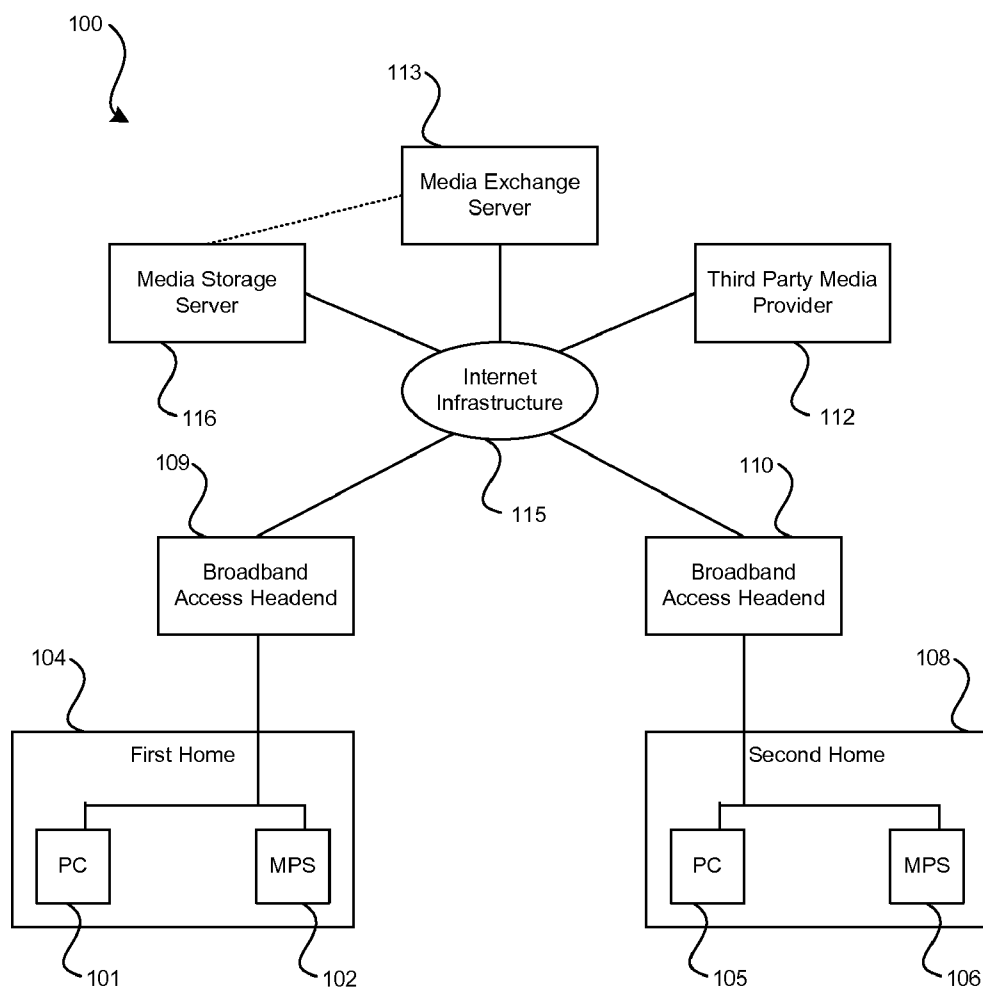 100
113
Media Exchange
Server
Media Storage
Server
Third Party Media
Provider
Internet
Infrastructure
116
112
109
110
115
Broadband
Access Headend
Broadband
Access Headend
104
108
First Home
Second Home
PC
MPS
PC
MPS
101
102
105
106